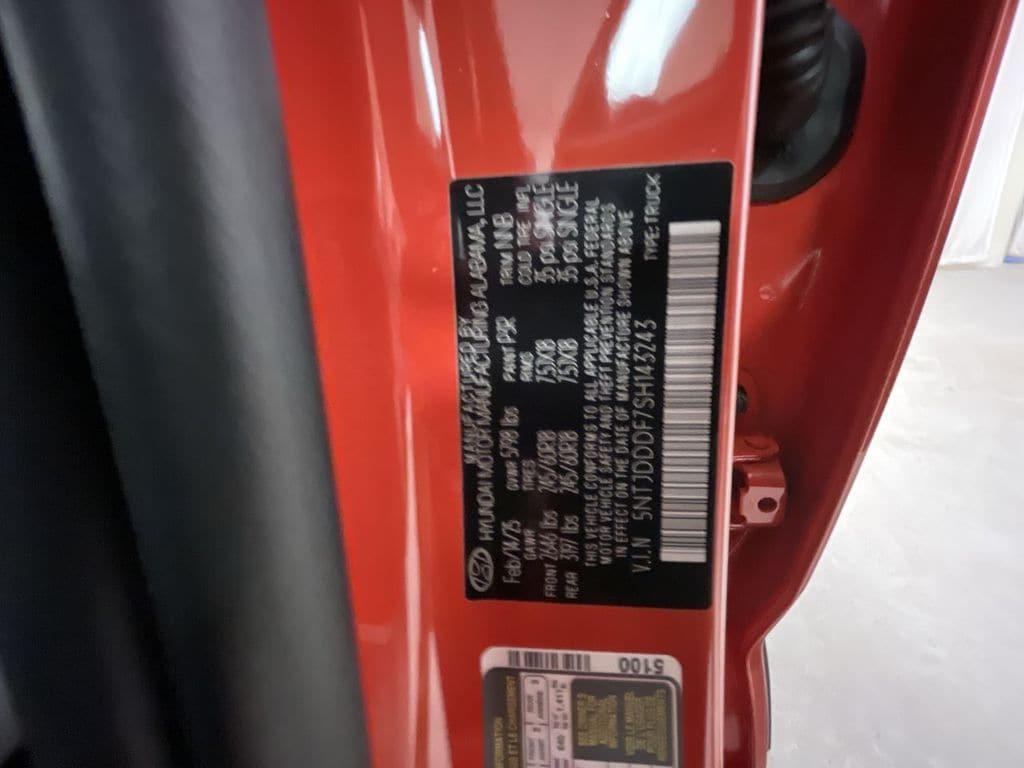 MANUFACTURED BY
HYUNDAI MOTOR MANUFACTURING ALABAMA, LLC
Feb/14/25 GVWR 5798 lbs PAINT P9R TRIM NNB
GAWR TIRES RIMS COLD TIRE INFL
FRONT 2646 lbs 245/60R18 7.5JX18 35 psi SINGLE
REAR 3197 lbs 245/60R18 7.5JX18 35 psi SINGLE
THIS VEHICLE CONFORMS TO ALL APPLICABLE U.S.A. FEDERAL
MOTOR VEHICLE SAFETY AND THEFT PREVENTION STANDARDS
IN EFFECT ON THE DATE OF MANUFACTURE SHOWN ABOVE
V.I.N 5NTJDDDF7SH143243 TYPE:TRUCK
5100